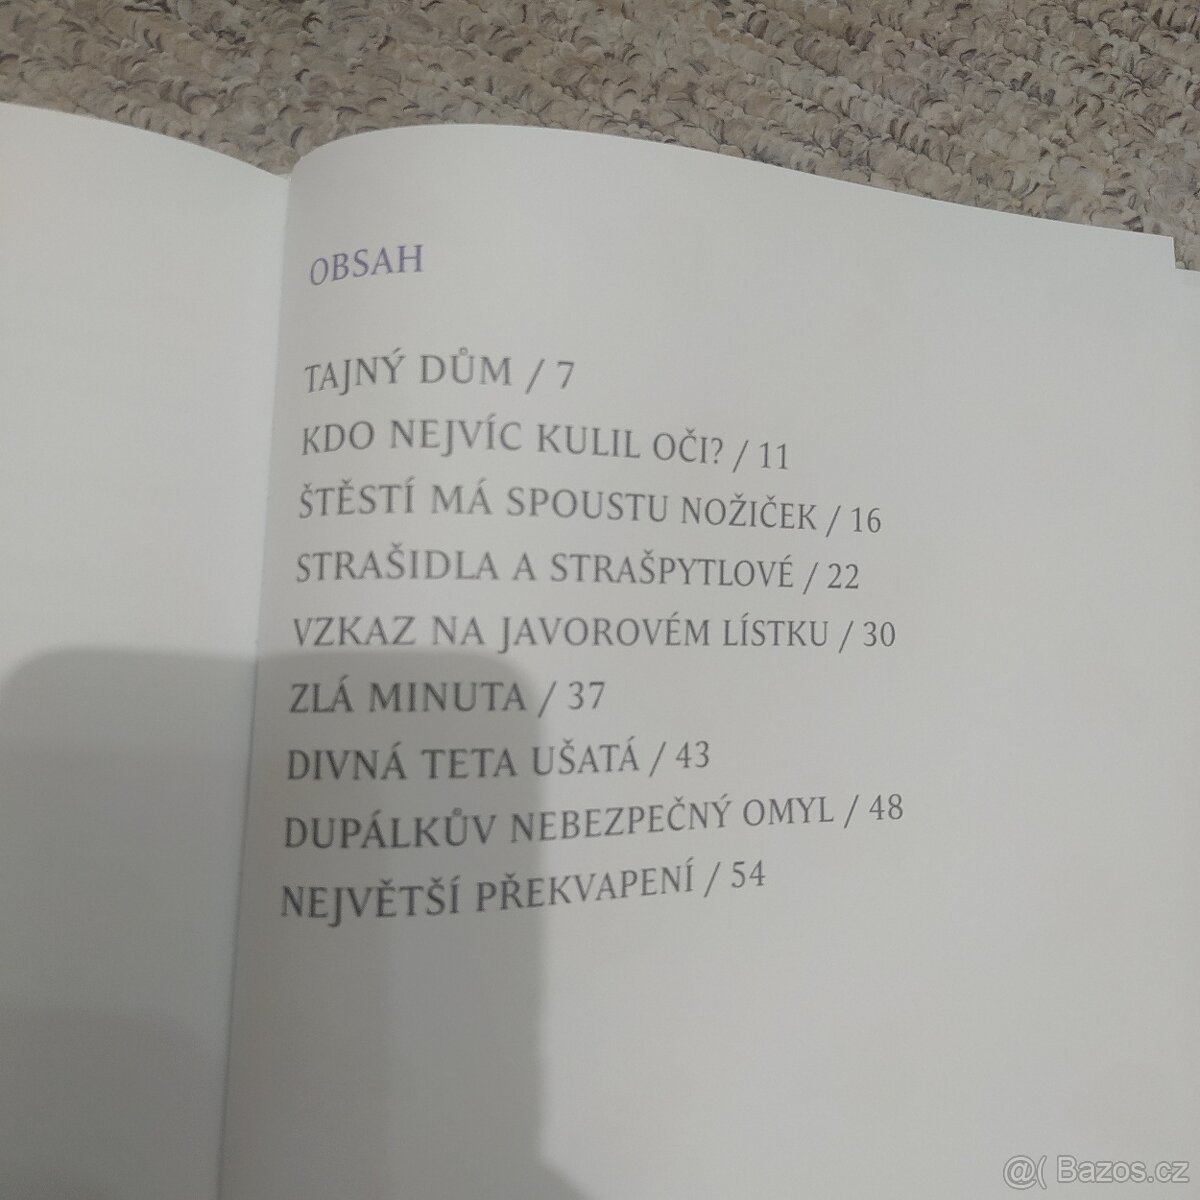 OBSAH
TAJNÝ DŮM / 7
KDO NEJVÍC KULIL OČI? / 11
ŠTĚSTÍ MÁ SPOUSTU NOŽIČEK / 16
STRAŠIDLA A STRAŠPYTLOVÉ / 22
VZKAZ NA JAVOROVÉM LÍSTKU / 30
ZLÁ MINUTA / 37
DIVNÁ TETA UŠATÁ / 43
DUPÁLKŮV NEBEZPEČNÝ OMYL / 48
NEJVĚTŠÍ PŘEKVAPENÍ / 54
@( Bazos.cz